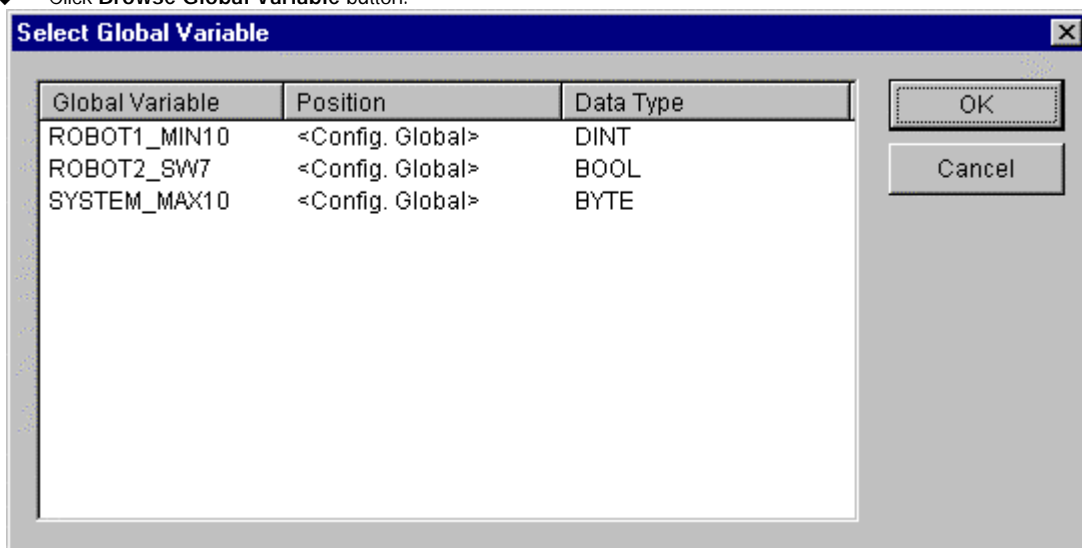 Click Browse Global Variable button.
Select Global Variable
Global Variable Position Data Type
OK
ROBOT1_MIN10 <Config. Global> DINT
ROBOT2_SW7 <Config. Global> BOOL
Cancel
SYSTEM_MAX10 <Config. Global> BYTE